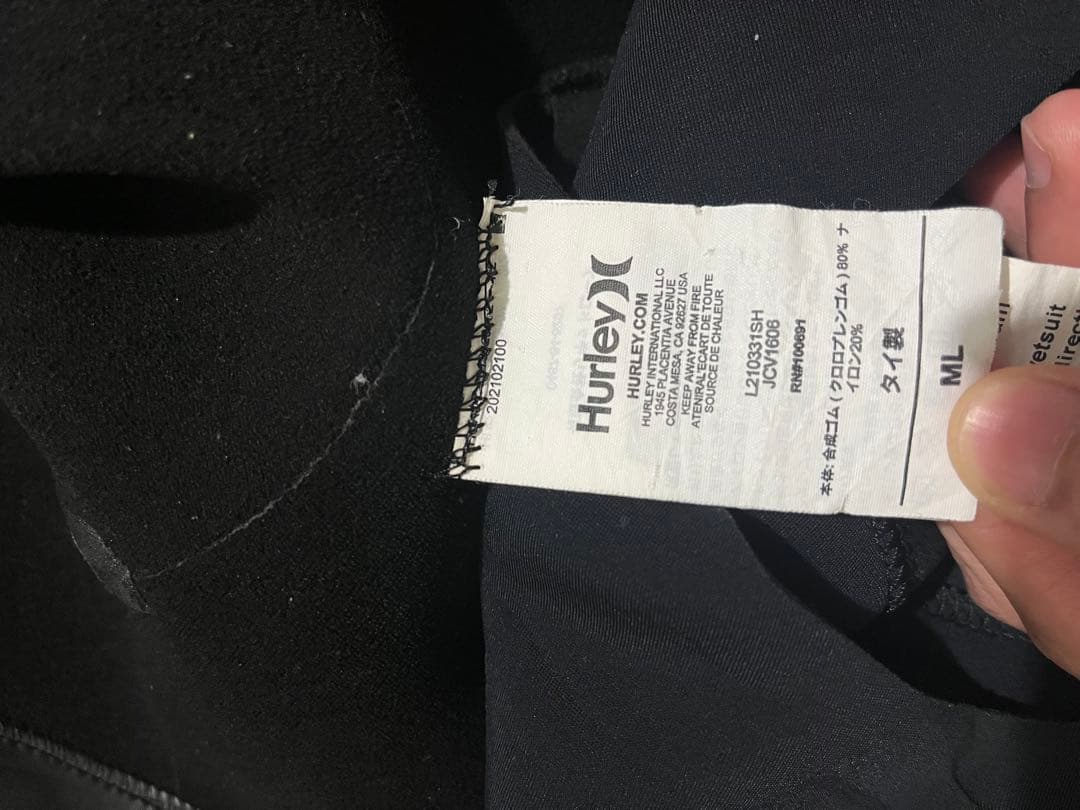 202102100
Hurley
HURLEY.COM
HURLEY INTERNATIONAL LLC
1945 PLACENTIA AVENUE
COSTA MESA, CA 92627 USA
KEEP AWAY FROM FIRE
ATENIRAL'ECART DE TOUTE
SOURCE DE CHALEUR
L210331SH
JCV1608
RN#100691
本体: 合成ゴム ( クロロプレンゴム ) 80% ナ
イロン20%
タイ製
ML